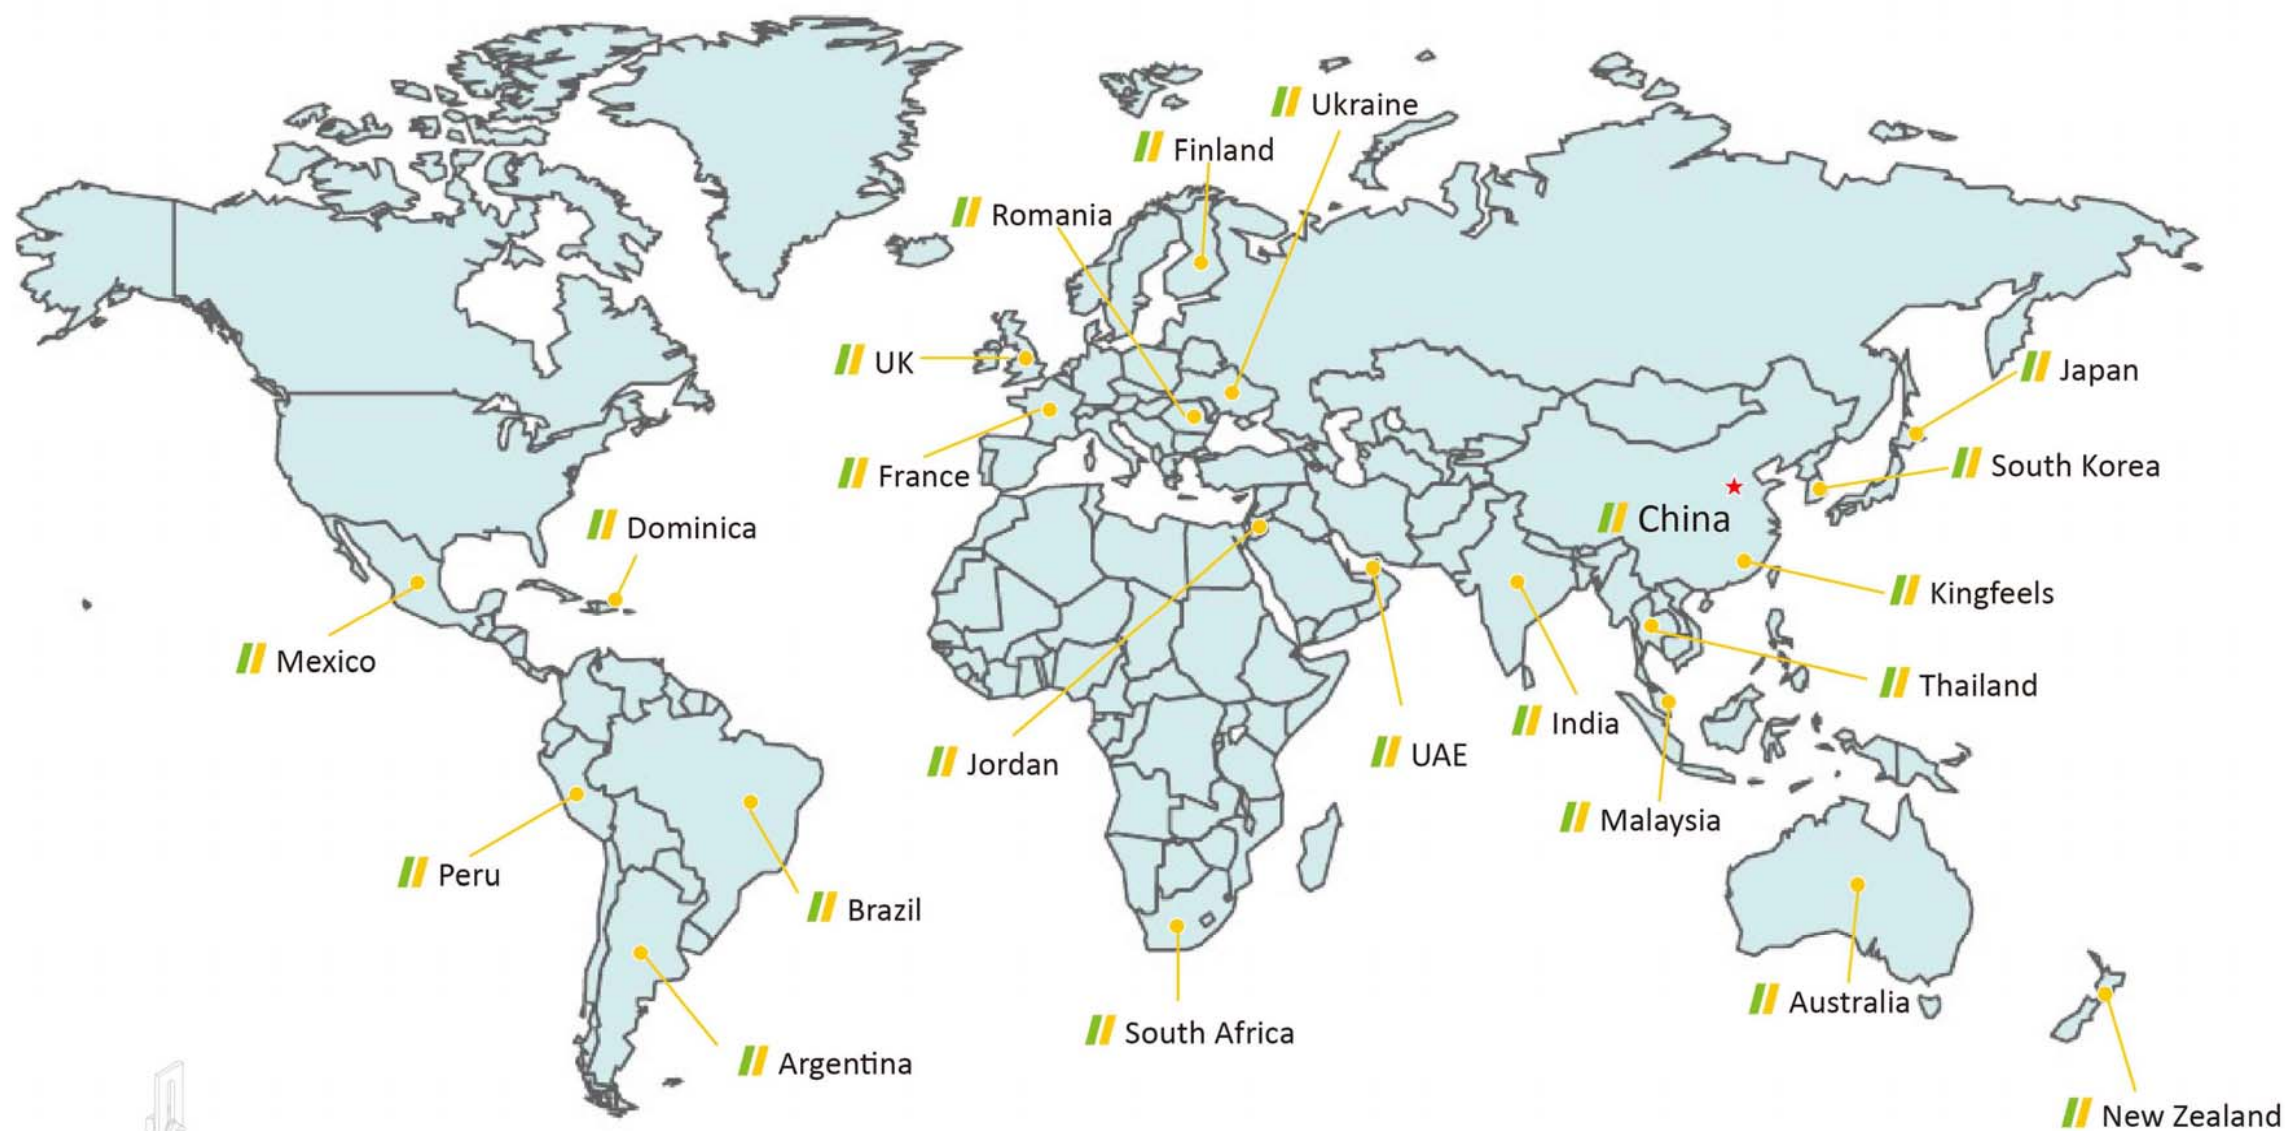 Ukraine
Finland
Romania
UK
Japan
South Korea
France
China
Dominica
Kingfeels
Mexico
Thailand
India
Jordan
UAE
Malaysia
Peru
Brazil
Australia
South Africa
Argentina
New Zealand